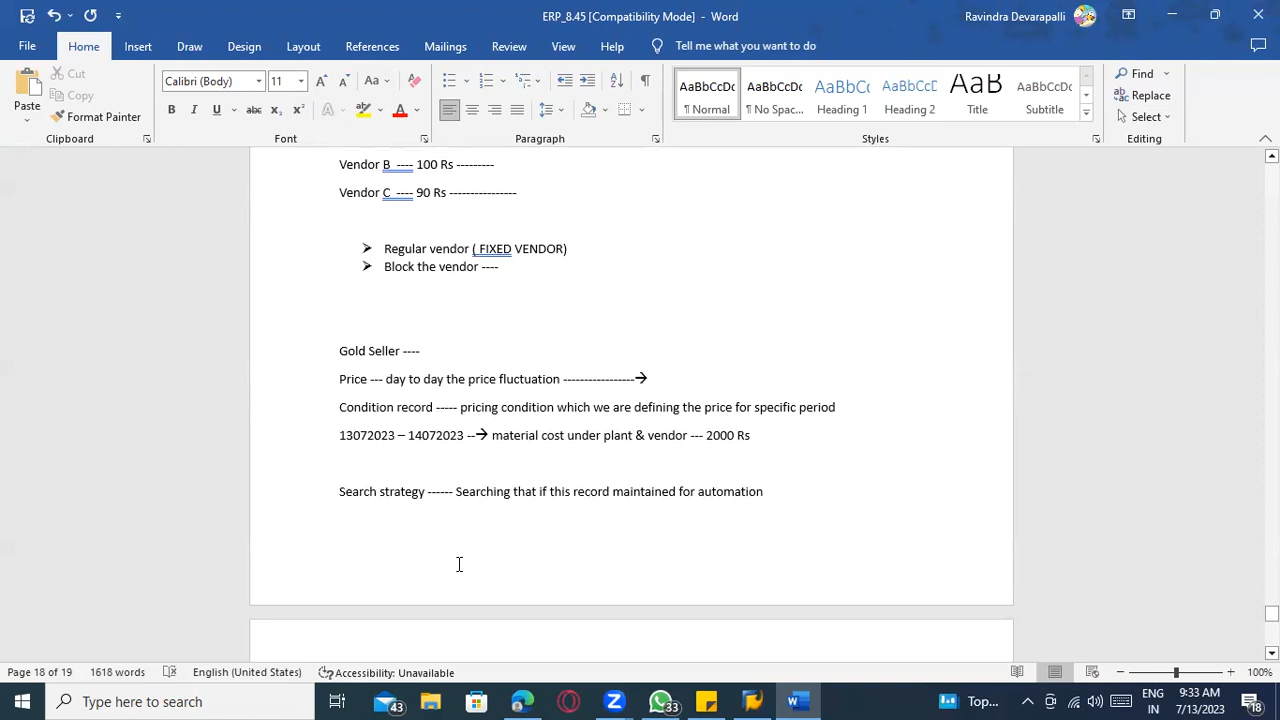 ERP_8.45 [Compatibility Mode] - Word
Ravindra Devarapalli
File Home Insert Draw Design Layout References Mailings Review View Help Tell me what you want to do
Paste
Cut
Copy
Format Painter
Clipboard
Calibri (Body) 11
Aa
B I U abc x₂ x² A A
Font
Paragraph
AaBbCcDc AaBbCcDc AaBbCc AaBbCcD AaB AaBbCcD
¶ Normal ¶ No Spac... Heading 1 Heading 2 Title Subtitle
Styles
Find
Replace
Select
Editing
Vendor B ---- 100 Rs ---------
Vendor C ---- 90 Rs ----------------
➢ Regular vendor ( FIXED VENDOR)
➢ Block the vendor ----
Gold Seller ----
Price --- day to day the price fluctuation -----------------→
Condition record ----- pricing condition which we are defining the price for specific period
13072023 – 14072023 --→ material cost under plant & vendor --- 2000 Rs
Search strategy ------ Searching that if this record maintained for automation
Page 18 of 19 1618 words English (United States) Accessibility: Unavailable 100%
Type here to search
43
33
Top...
ENG
IN
9:33 AM
7/13/2023
18